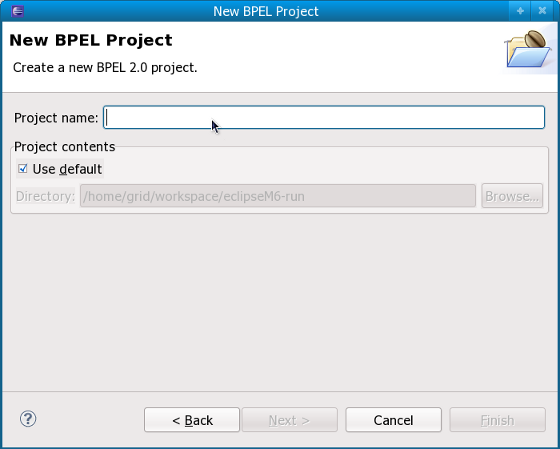 New BPEL Project
New BPEL Project
Create a new BPEL 2.0 project.
Project name:
Project contents
Use default
Directory: /home/grid/workspace/eclipseM6-run Browse...
? < Back Next > Cancel Finish